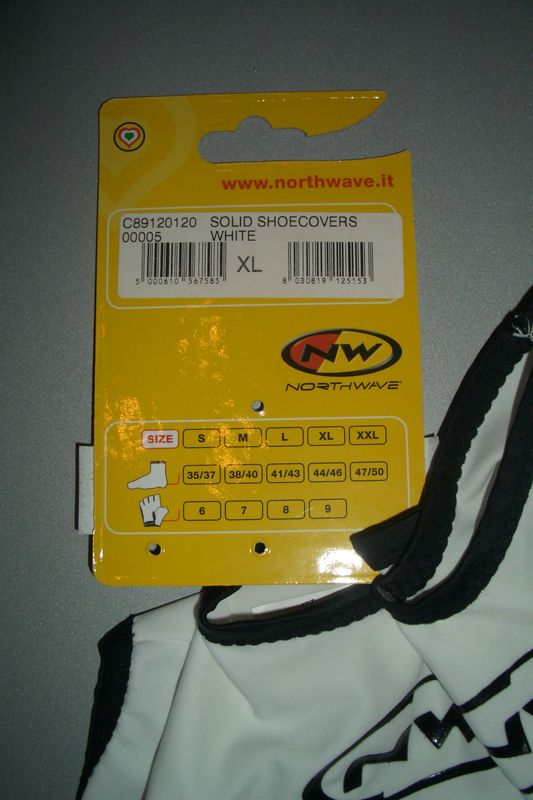 www.northwave.it
C89120120 SOLID SHOECOVERS
00005 WHITE
XL
5 000610 567585
8 030819 125153
NW
NORTHWAVE
SIZE S M L XL XXL
35/37 38/40 41/43 44/46 47/50
6 7 8 9
NW